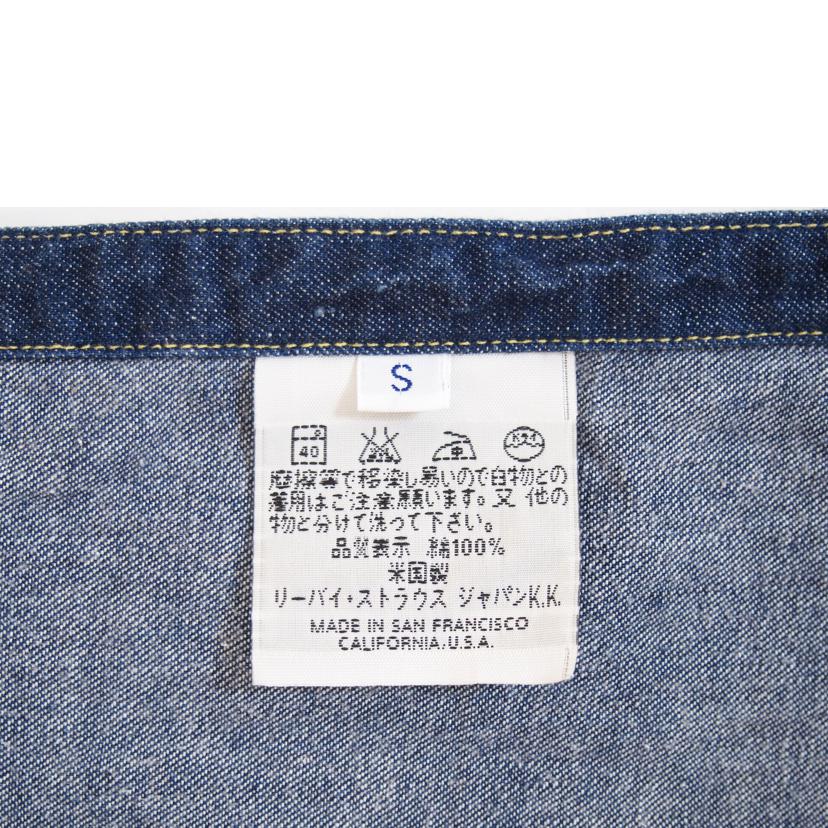 S
40
摩擦等で移染し易いので白物との
着用はご注意願います。又 他の
物と分けて洗って下さい。
品質表示 綿100%
米国製
リーバイ・ストラウス ジャパンK.K.
MADE IN SAN FRANCISCO
CALIFORNIA, U.S.A.